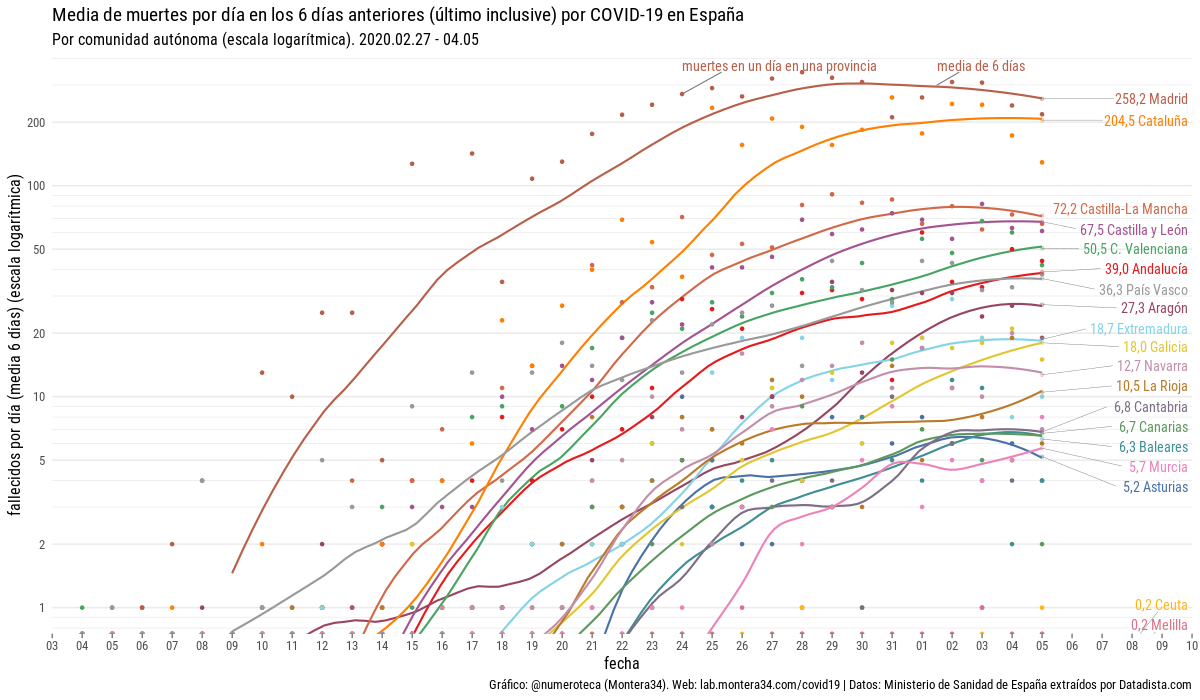 Media de muertes por día en los 6 días anteriores (último inclusive) por COVID-19 en España
Por comunidad autónoma (escala logarítmica). 2020.02.27 - 04.05
muertes en un día en una provincia
media de 6 días
fallecidos por día (media 6 días) (escala logarítmica)
200
100
50
20
10
5
2
1
258,2 Madrid
204,5 Cataluña
72,2 Castilla-La Mancha
67,5 Castilla y León
50,5 C. Valenciana
39,0 Andalucía
36,3 País Vasco
27,3 Aragón
18,7 Extremadura
18,0 Galicia
12,7 Navarra
10,5 La Rioja
6,8 Cantabria
6,7 Canarias
6,3 Baleares
5,7 Murcia
5,2 Asturias
0,2 Ceuta
0,2 Melilla
03 04 05 06 07 08 09 10 11 12 13 14 15 16 17 18 19 20 21 22 23 24 25 26 27 28 29 30 31 01 02 03 04 05 06 07 08 09 10
fecha
Gráfico: @numeroteca (Montera34). Web: lab.montera34.com/covid19 | Datos: Ministerio de Sanidad de España extraídos por Datadista.com